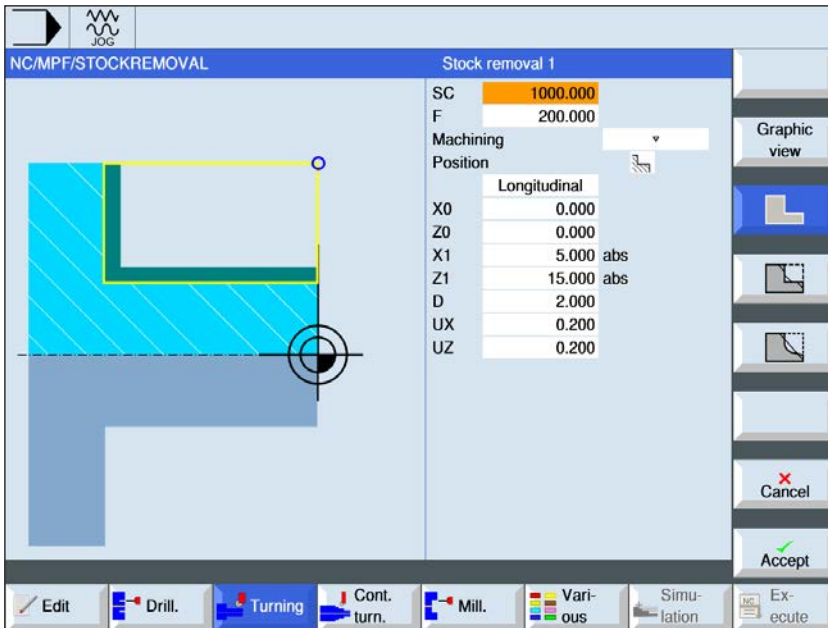 JOG
NC/MPF/STOCKREMOVAL
Stock removal 1
SC 1000.000
F 200.000
Machining
Position
Longitudinal
X0 0.000
Z0 0.000
X1 5.000 abs
Z1 15.000 abs
D 2.000
UX 0.200
UZ 0.200
Graphic
view
Cancel
Accept
Edit
Drill.
Turning
Cont.
turn.
Mill.
Vari-
ous
Simu-
lation
NC
Ex-
ecute